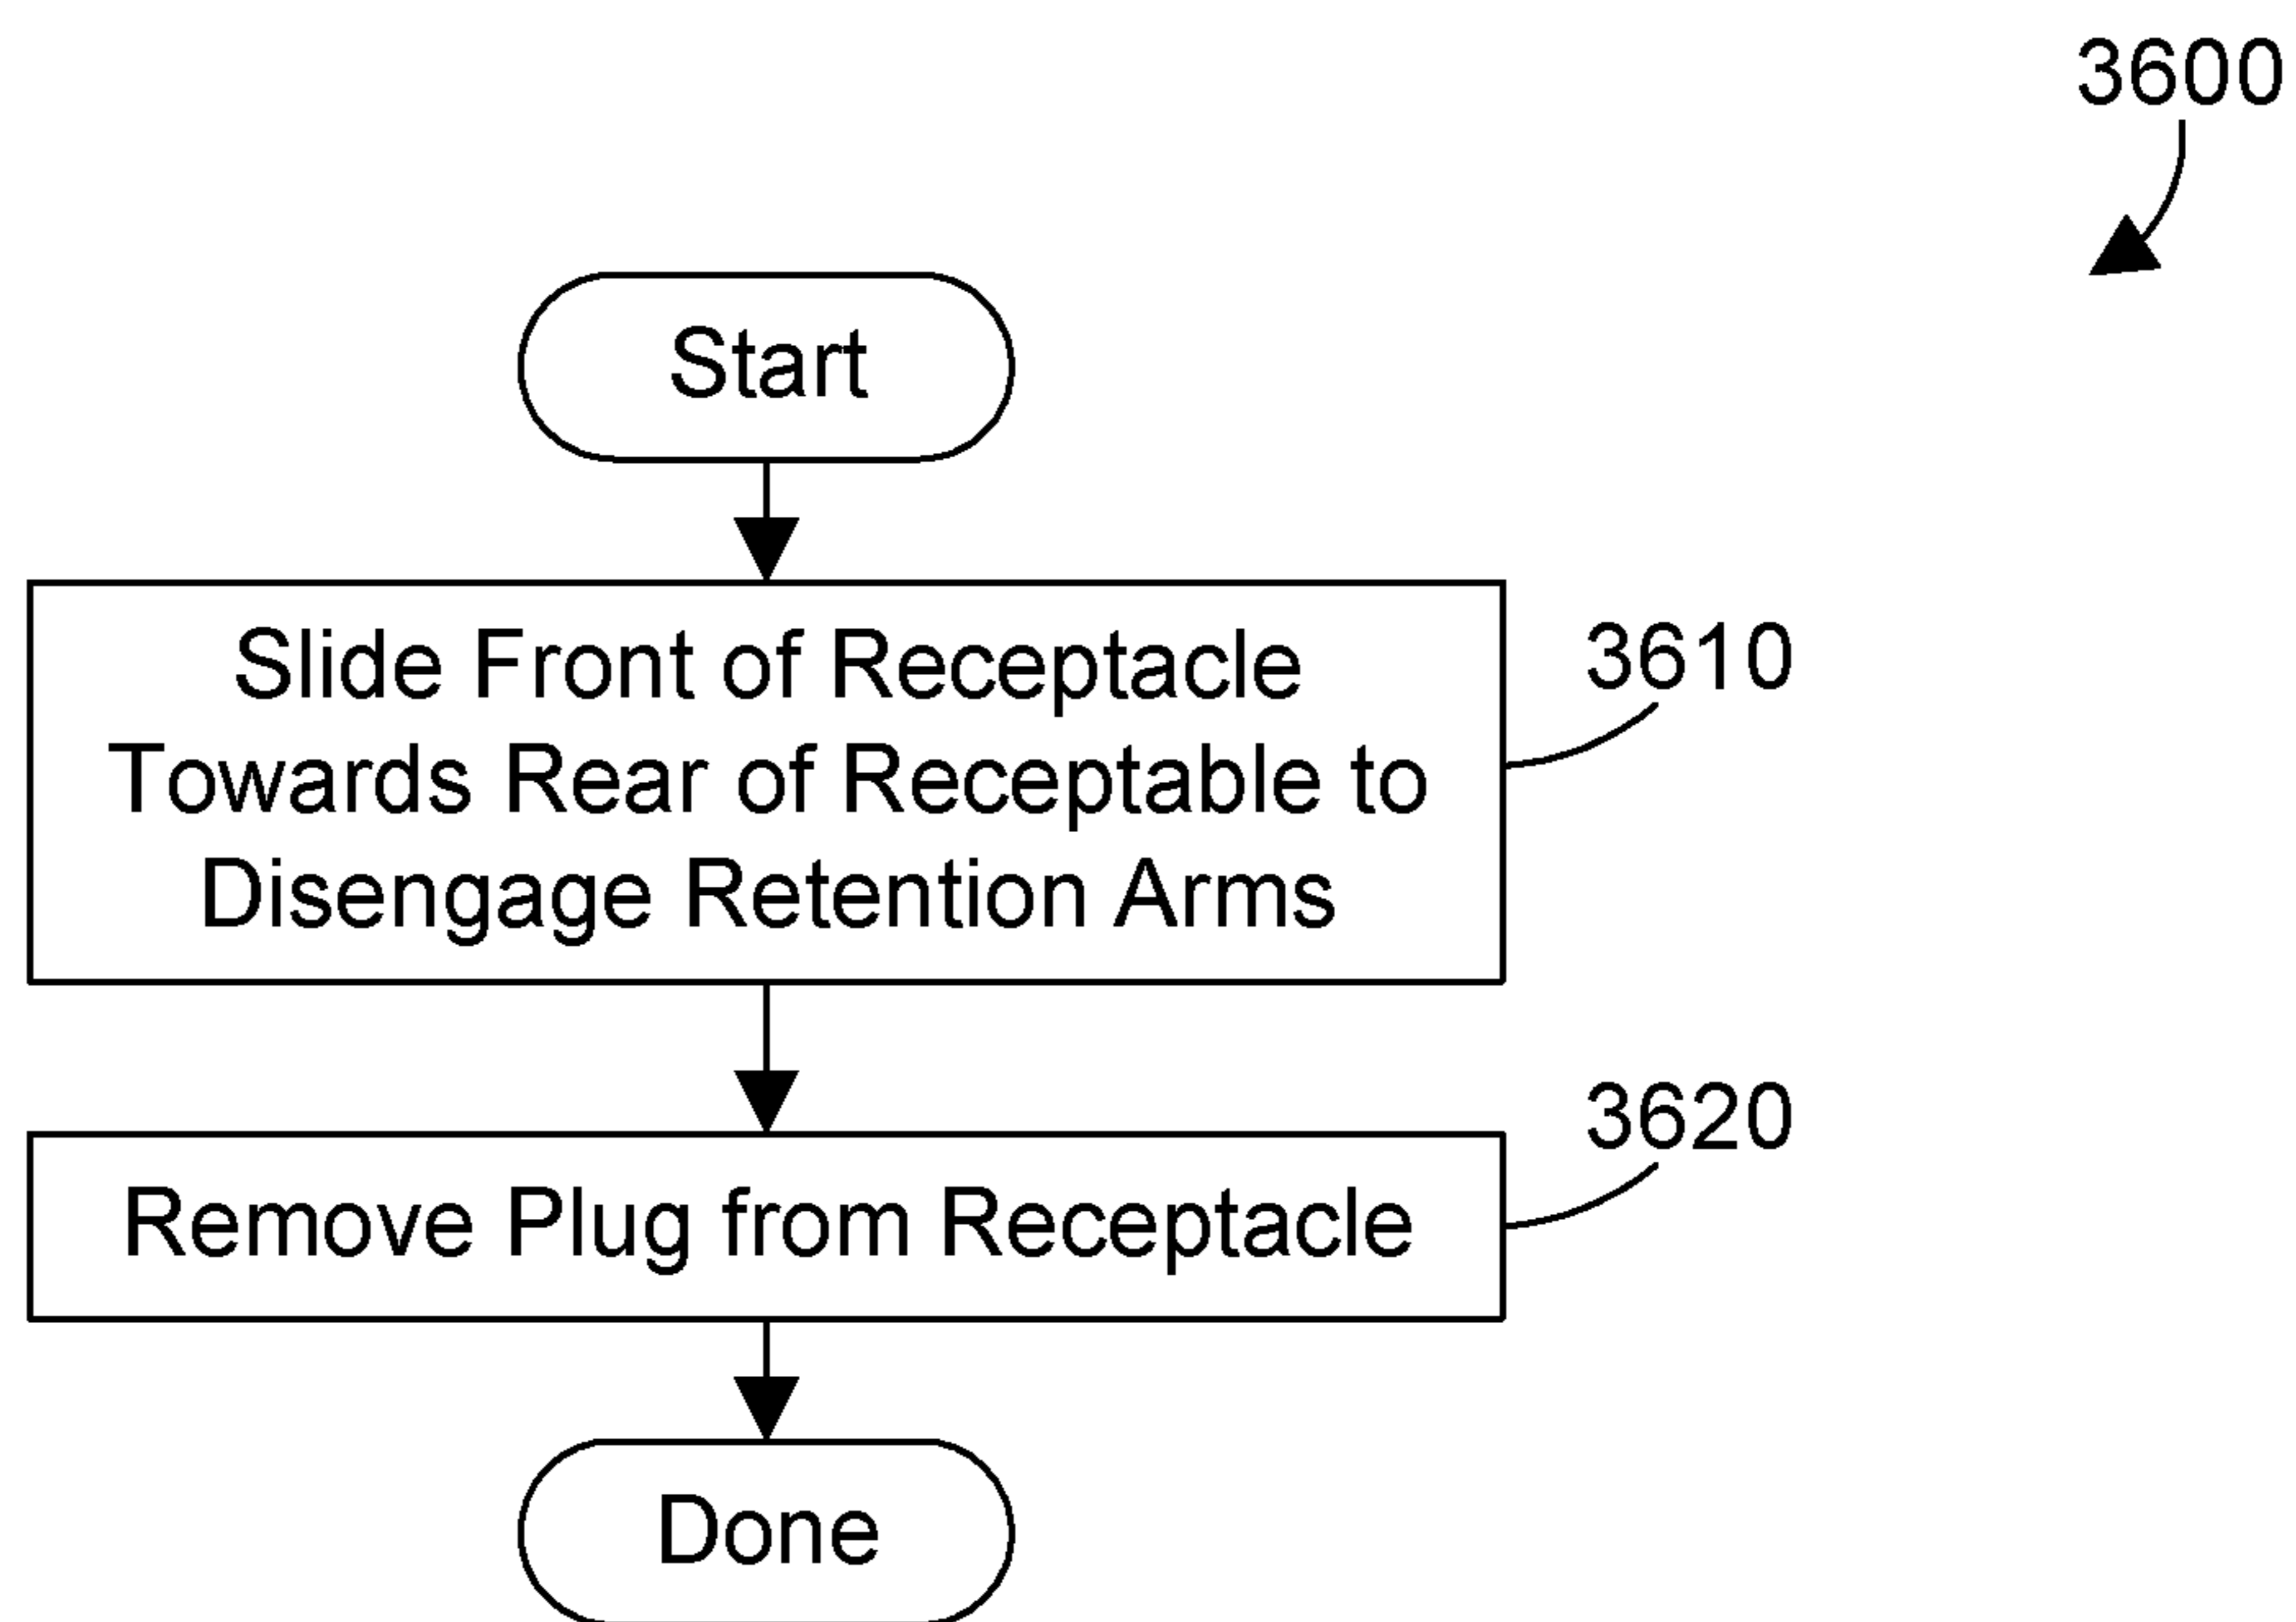 3600
Start
Slide Front of Receptacle
Towards Rear of Receptable to
Disengage Retention Arms
3610
Remove Plug from Receptacle
3620
Done